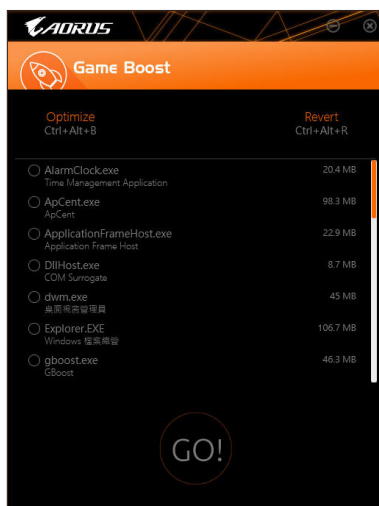 AORUS
Game Boost
Optimize Revert
Ctrl+Alt+B Ctrl+Alt+R
AlarmClock.exe 20.4 MB
Time Management Application
ApCent.exe 98.3 MB
ApCent
ApplicationFrameHost.exe 22.9 MB
Application Frame Host
DllHost.exe 8.7 MB
COM Surrogate
dwm.exe 45 MB
桌面視窗管理員
Explorer.EXE 106.7 MB
Windows 檔案總管
gboost.exe 46.3 MB
GBoost
GO!